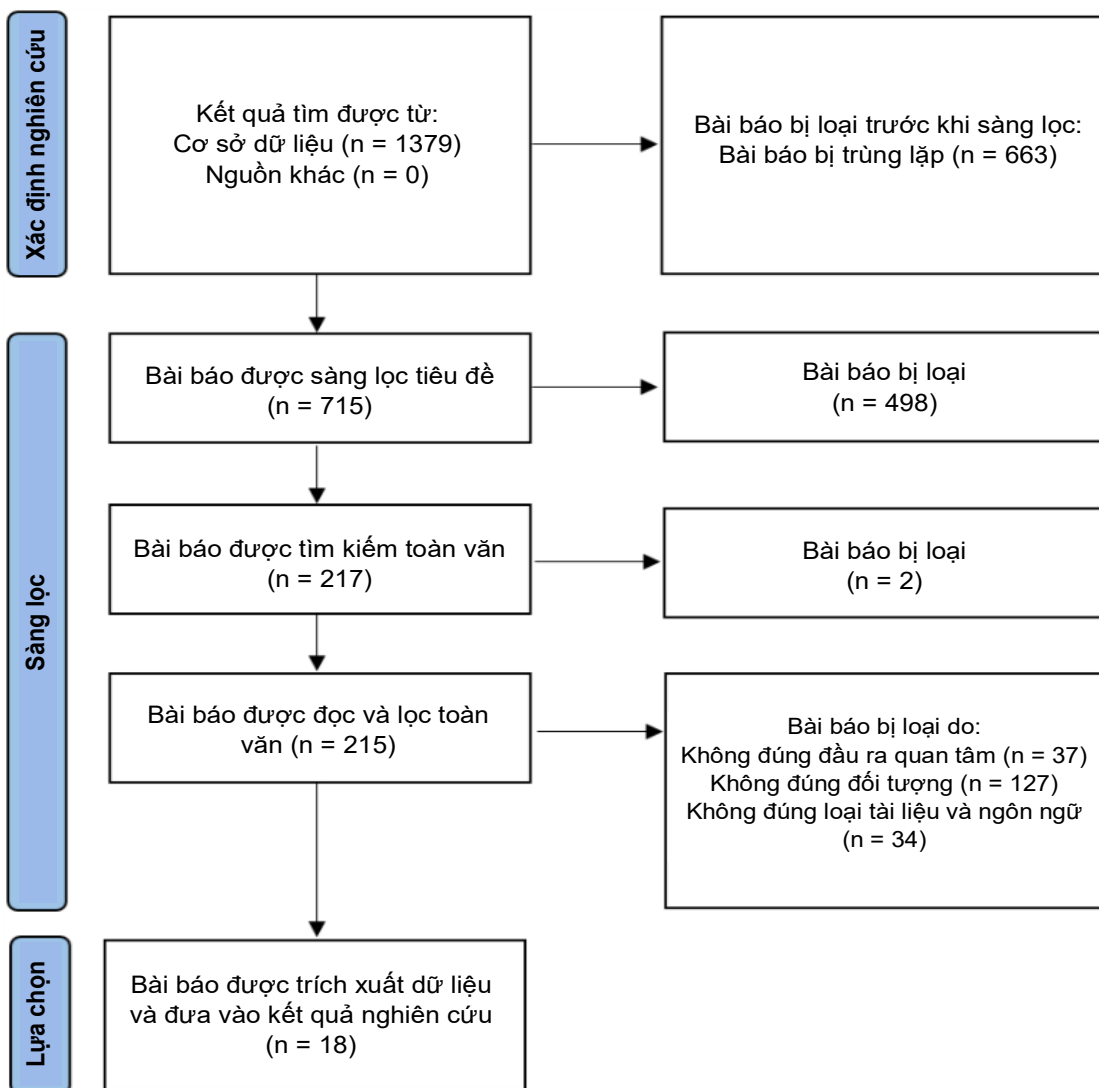 Xác định nghiên cứu
Kết quả tìm được từ:
Cơ sở dữ liệu (n = 1379)
Nguồn khác (n = 0)
Bài báo bị loại trước khi sàng lọc:
Bài báo bị trùng lặp (n = 663)
Sàng lọc
Bài báo được sàng lọc tiêu đề
(n = 715)
Bài báo bị loại
(n = 498)
Bài báo được tìm kiếm toàn văn
(n = 217)
Bài báo bị loại
(n = 2)
Bài báo được đọc và lọc toàn
văn (n = 215)
Bài báo bị loại do:
Không đúng đầu ra quan tâm (n = 37)
Không đúng đối tượng (n = 127)
Không đúng loại tài liệu và ngôn ngữ
(n = 34)
Lựa chọn
Bài báo được trích xuất dữ liệu
và đưa vào kết quả nghiên cứu
(n = 18)